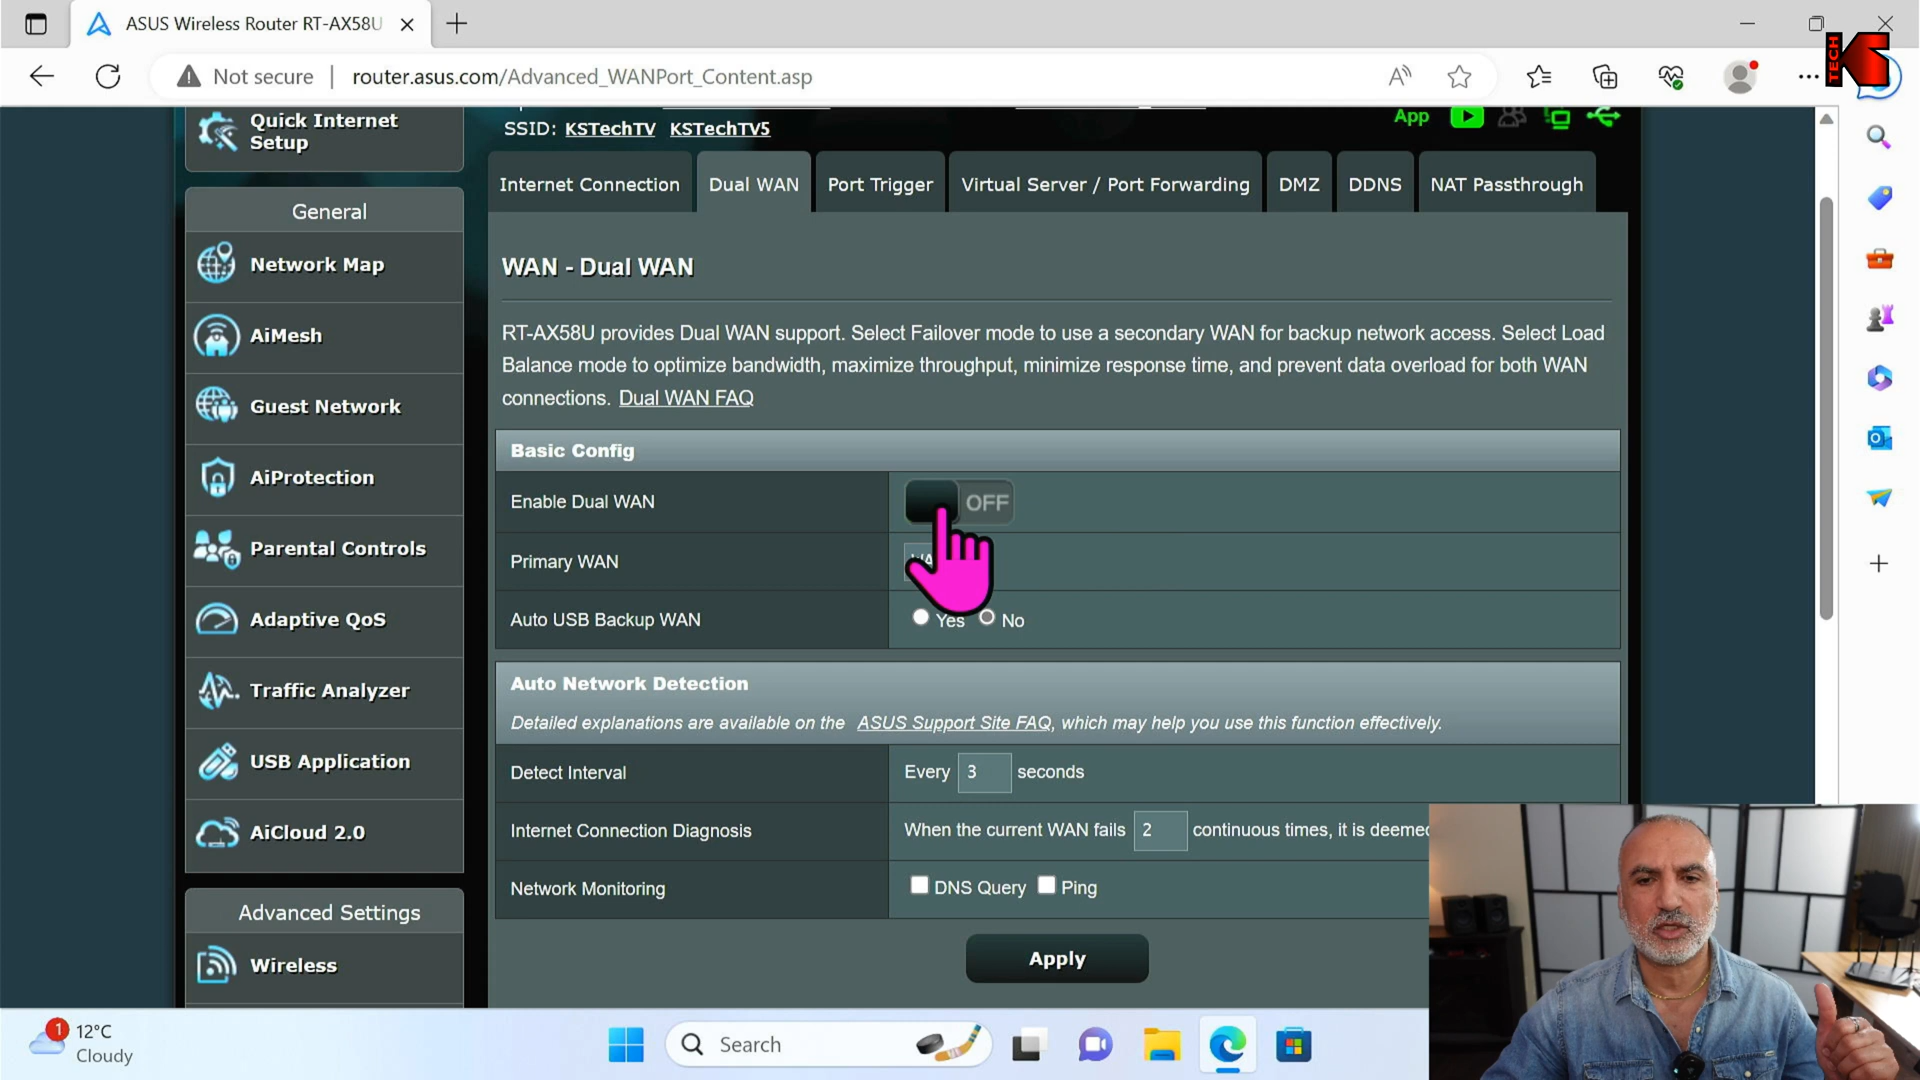 ASUS Wireless Router RT-AX58U
Not secure
router.asus.com/Advanced_WANPort_Content.asp
TECH
KS
Quick Internet
Setup
SSID: KSTechTV KSTechTV5
App
Internet Connection
Dual WAN
Port Trigger
Virtual Server / Port Forwarding
DMZ
DDNS
NAT Passthrough
General
Network Map
AiMesh
Guest Network
AiProtection
Parental Controls
Adaptive QoS
Traffic Analyzer
USB Application
AiCloud 2.0
Advanced Settings
Wireless
WAN - Dual WAN
RT-AX58U provides Dual WAN support. Select Failover mode to use a secondary WAN for backup network access. Select Load
Balance mode to optimize bandwidth, maximize throughput, minimize response time, and prevent data overload for both WAN
connections. Dual WAN FAQ
Basic Config
Enable Dual WAN OFF
Primary WAN
Auto USB Backup WAN Yes No
Auto Network Detection
Detailed explanations are available on the ASUS Support Site FAQ, which may help you use this function effectively.
Detect Interval Every 3 seconds
Internet Connection Diagnosis When the current WAN fails 2 continuous times, it is deemed
Network Monitoring DNS Query Ping
Apply
1
12°C
Cloudy
Search